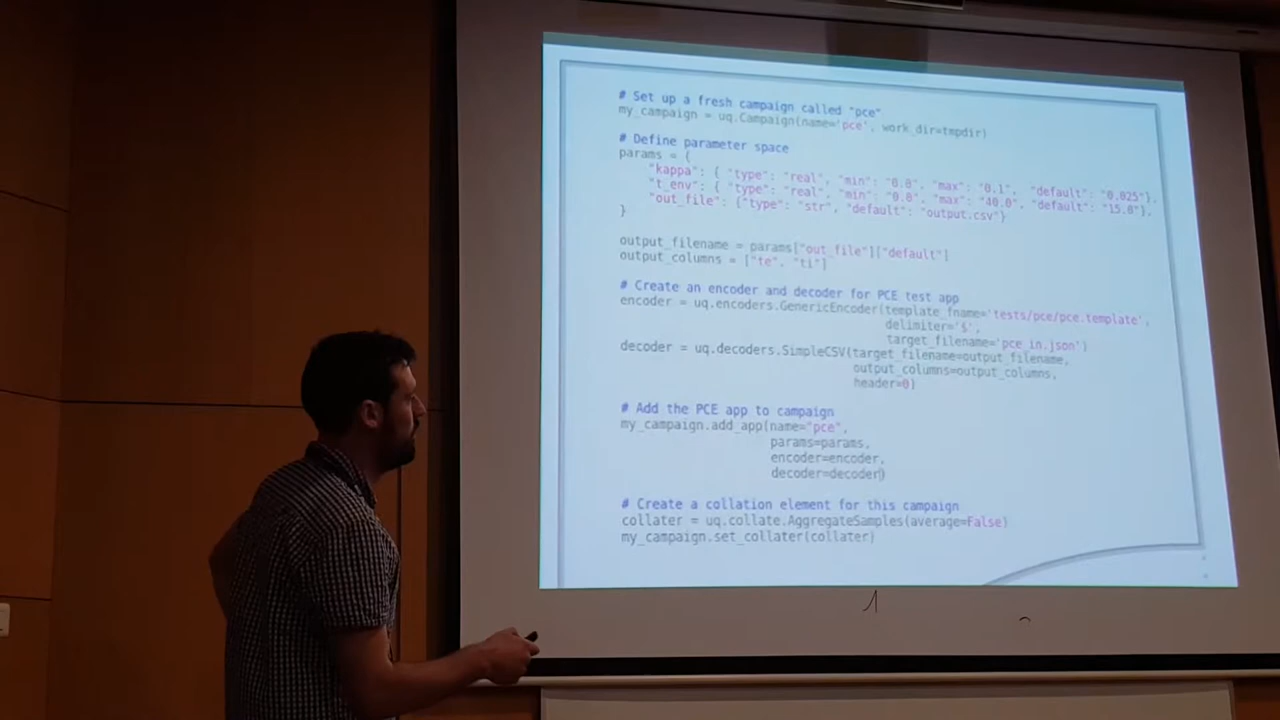 # Set up a fresh campaign called "pce"
my_campaign = uq.Campaign(name='pce', work_dir=tmpdir)
# Define parameter space
params = {
"kappa": { "type": "real", "min": "0.0", "max": "0.1", "default": "0.025"},
"t_env": { "type": "real", "min": "0.0", "max": "40.0", "default": "15.0"},
"out_file": {"type": "str", "default": "output.csv"}
}
output_filename = params["out_file"]["default"]
output_columns = ["te", "ti"]
# Create an encoder and decoder for PCE test app
encoder = uq.encoders.GenericEncoder(template_fname='tests/pce/pce.template',
delimiter='$',
target_filename='pce_in.json')
decoder = uq.decoders.SimpleCSV(target_filename=output_filename,
output_columns=output_columns,
header=0)
# Add the PCE app to campaign
my_campaign.add_app(name="pce",
params=params,
encoder=encoder,
decoder=decoder)
# Create a collation element for this campaign
collater = uq.collate.AggregateSamples(average=False)
my_campaign.set_collater(collater)